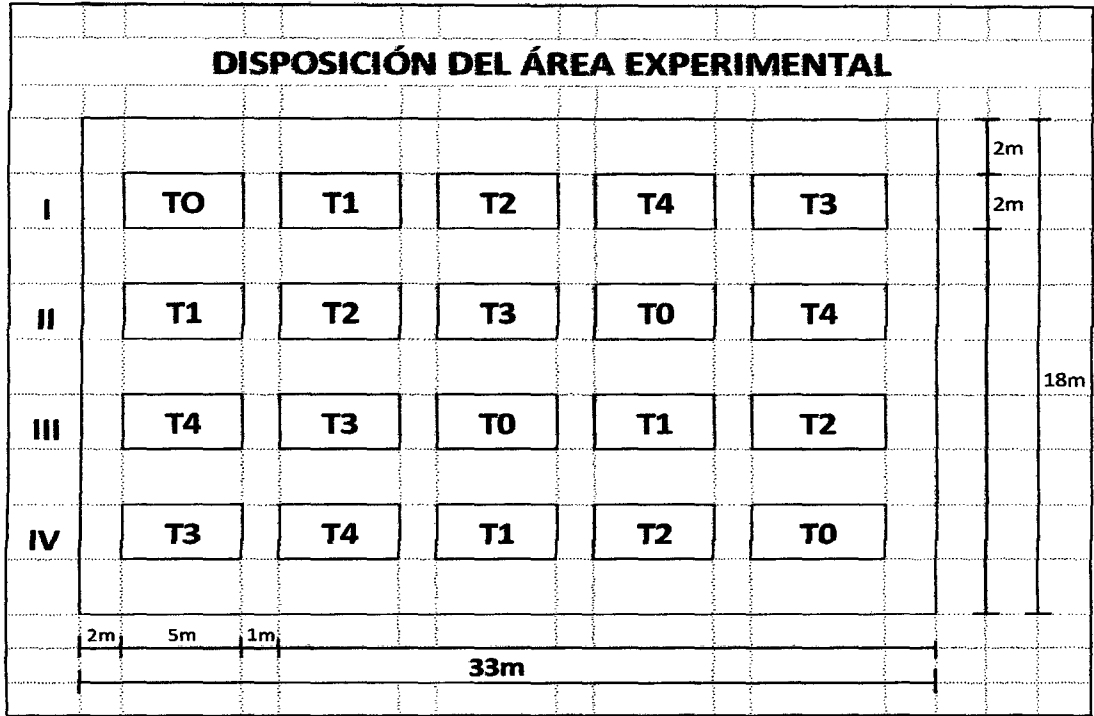 DISPOSICIÓN DEL ÁREA EXPERIMENTAL
2m
I TO T1 T2 T4 T3 2m
II T1 T2 T3 T0 T4
18m
III T4 T3 T0 T1 T2
IV T3 T4 T1 T2 T0
2m 5m 1m
33m